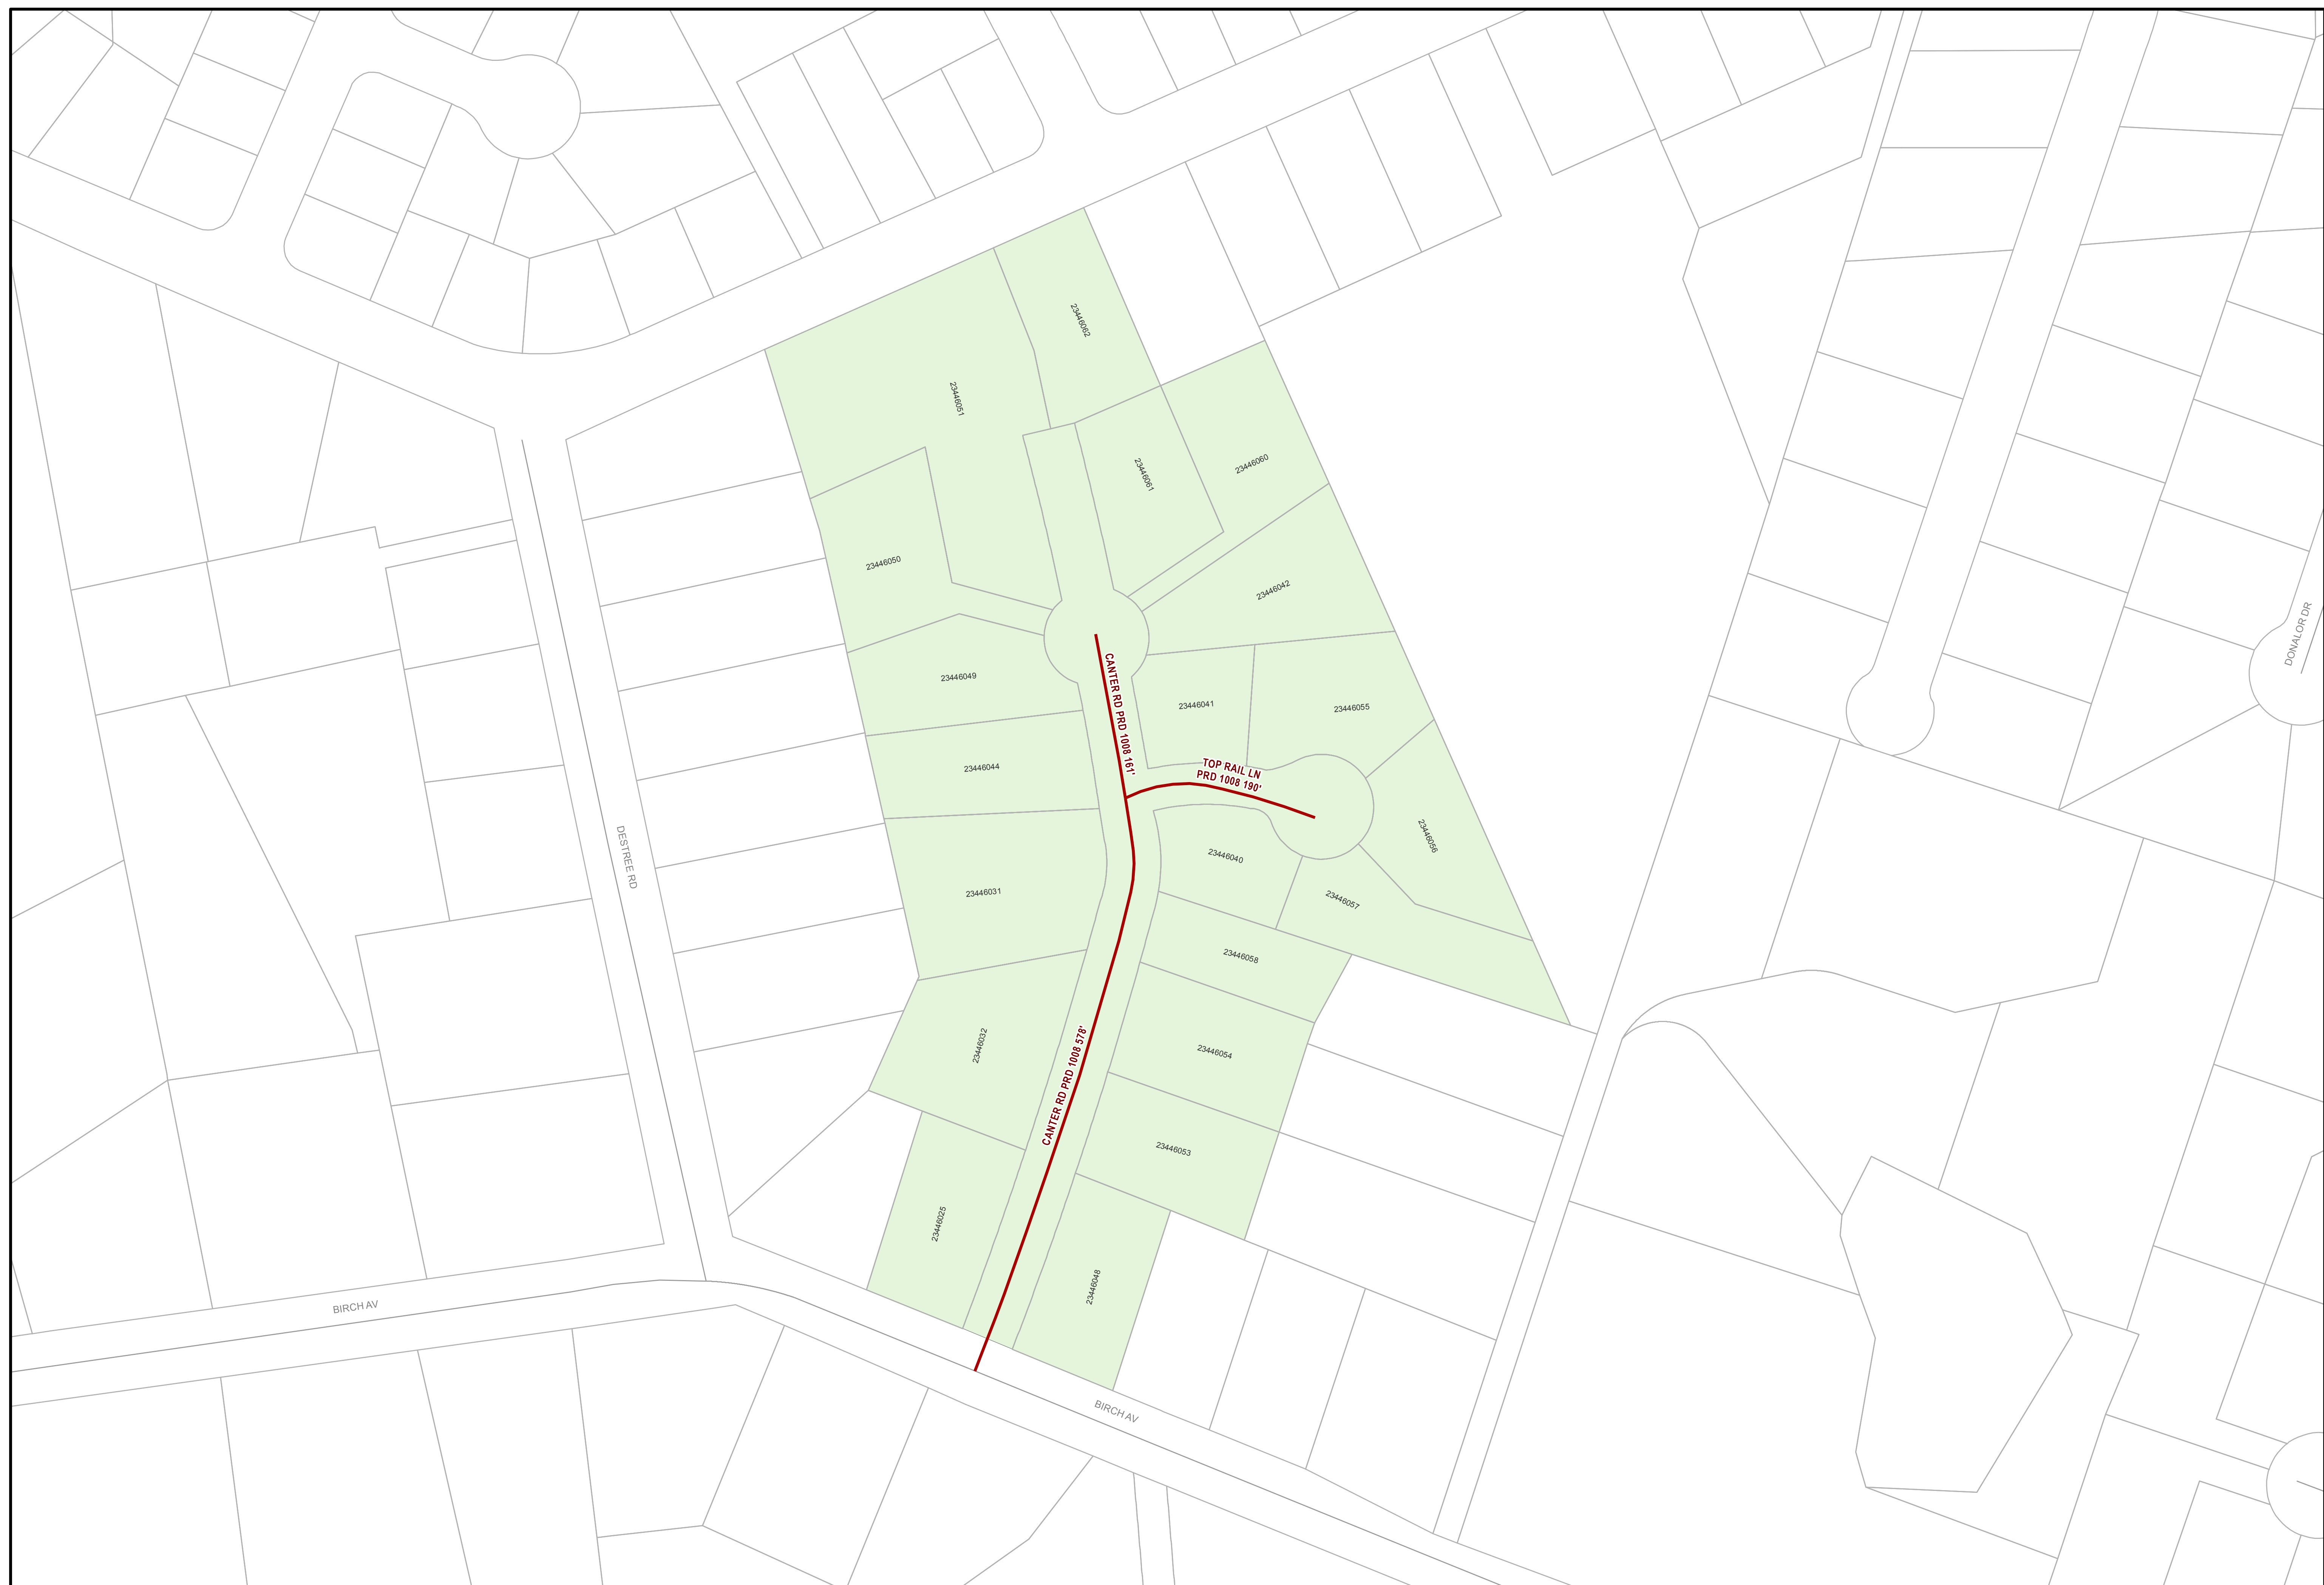 23446062
23446051
23446060
23446061
23446050
23446042
DONALOR DR
23446049
CANTER RD PRD 1008 161'
23446041
23446055
23446044
TOP RAIL LN
PRD 1008 190'
DESTREE RD
23446056
23446040
23446031
23446057
23446058
23446032
23446054
CANTER RD PRD 1008 578'
23446053
23446025
23446048
BIRCH AV
BIRCH AV